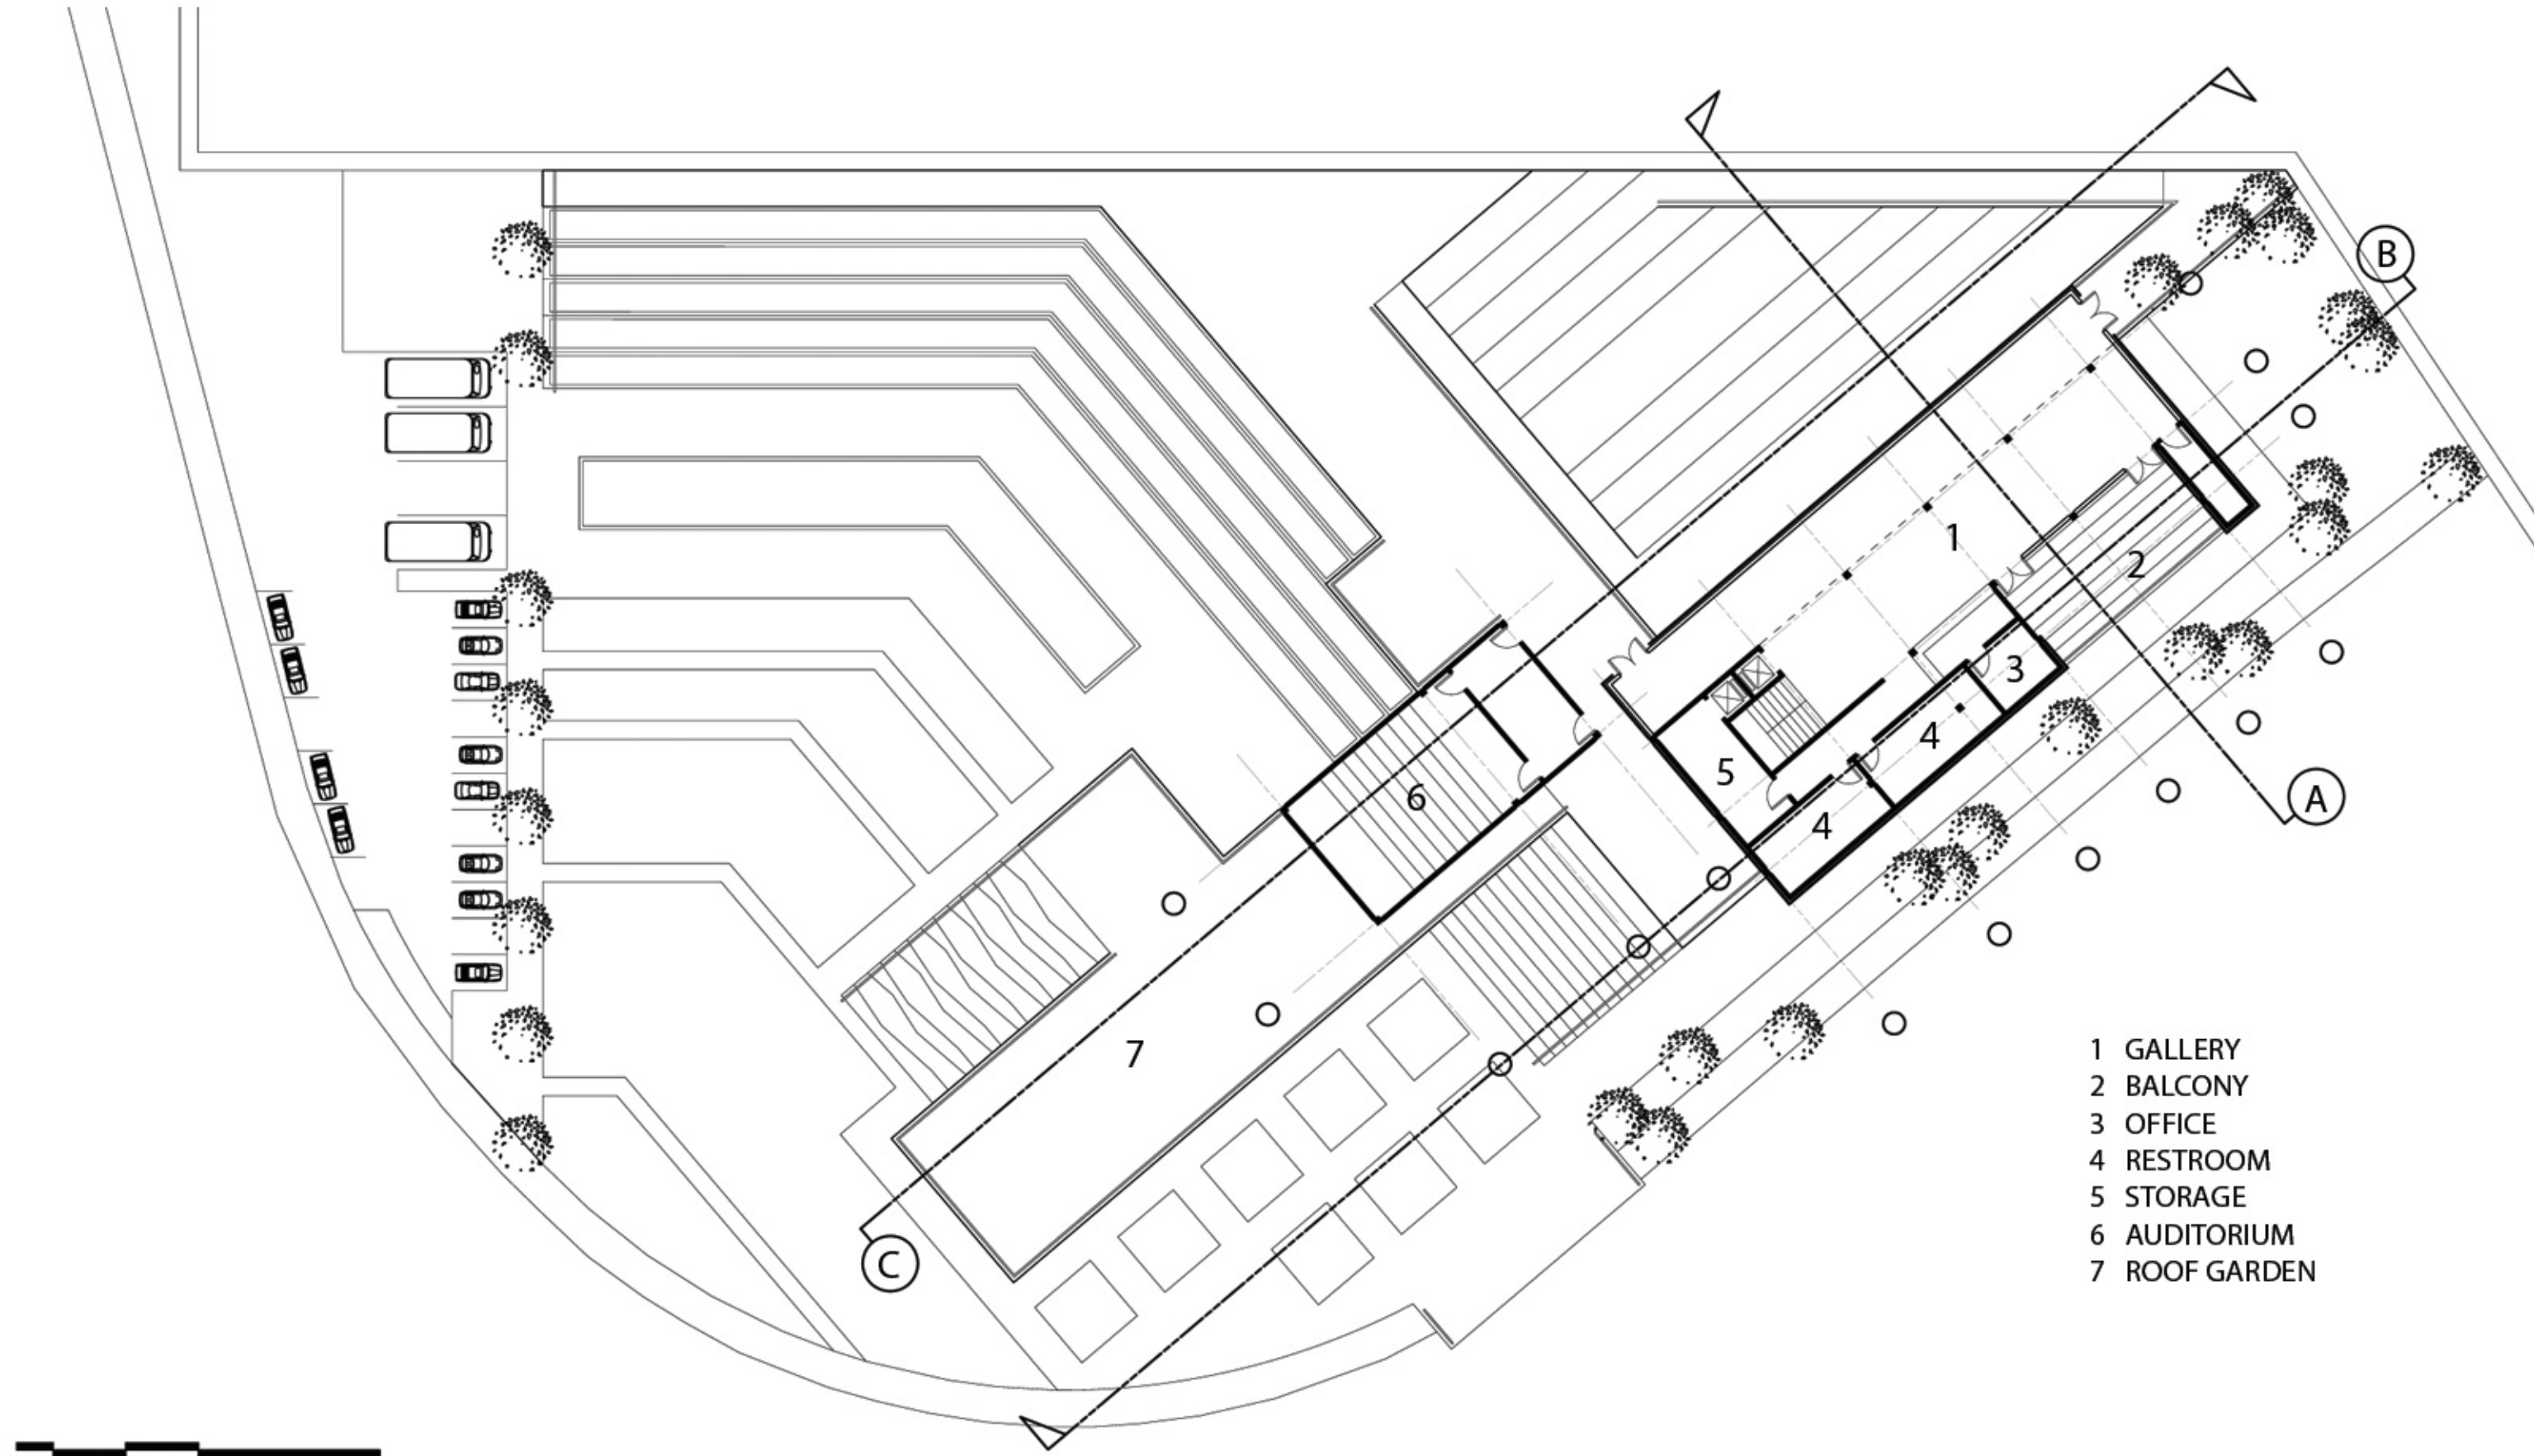 B
1
2
3
4
5
A
6
4
7
C
1 GALLERY
2 BALCONY
3 OFFICE
4 RESTROOM
5 STORAGE
6 AUDITORIUM
7 ROOF GARDEN